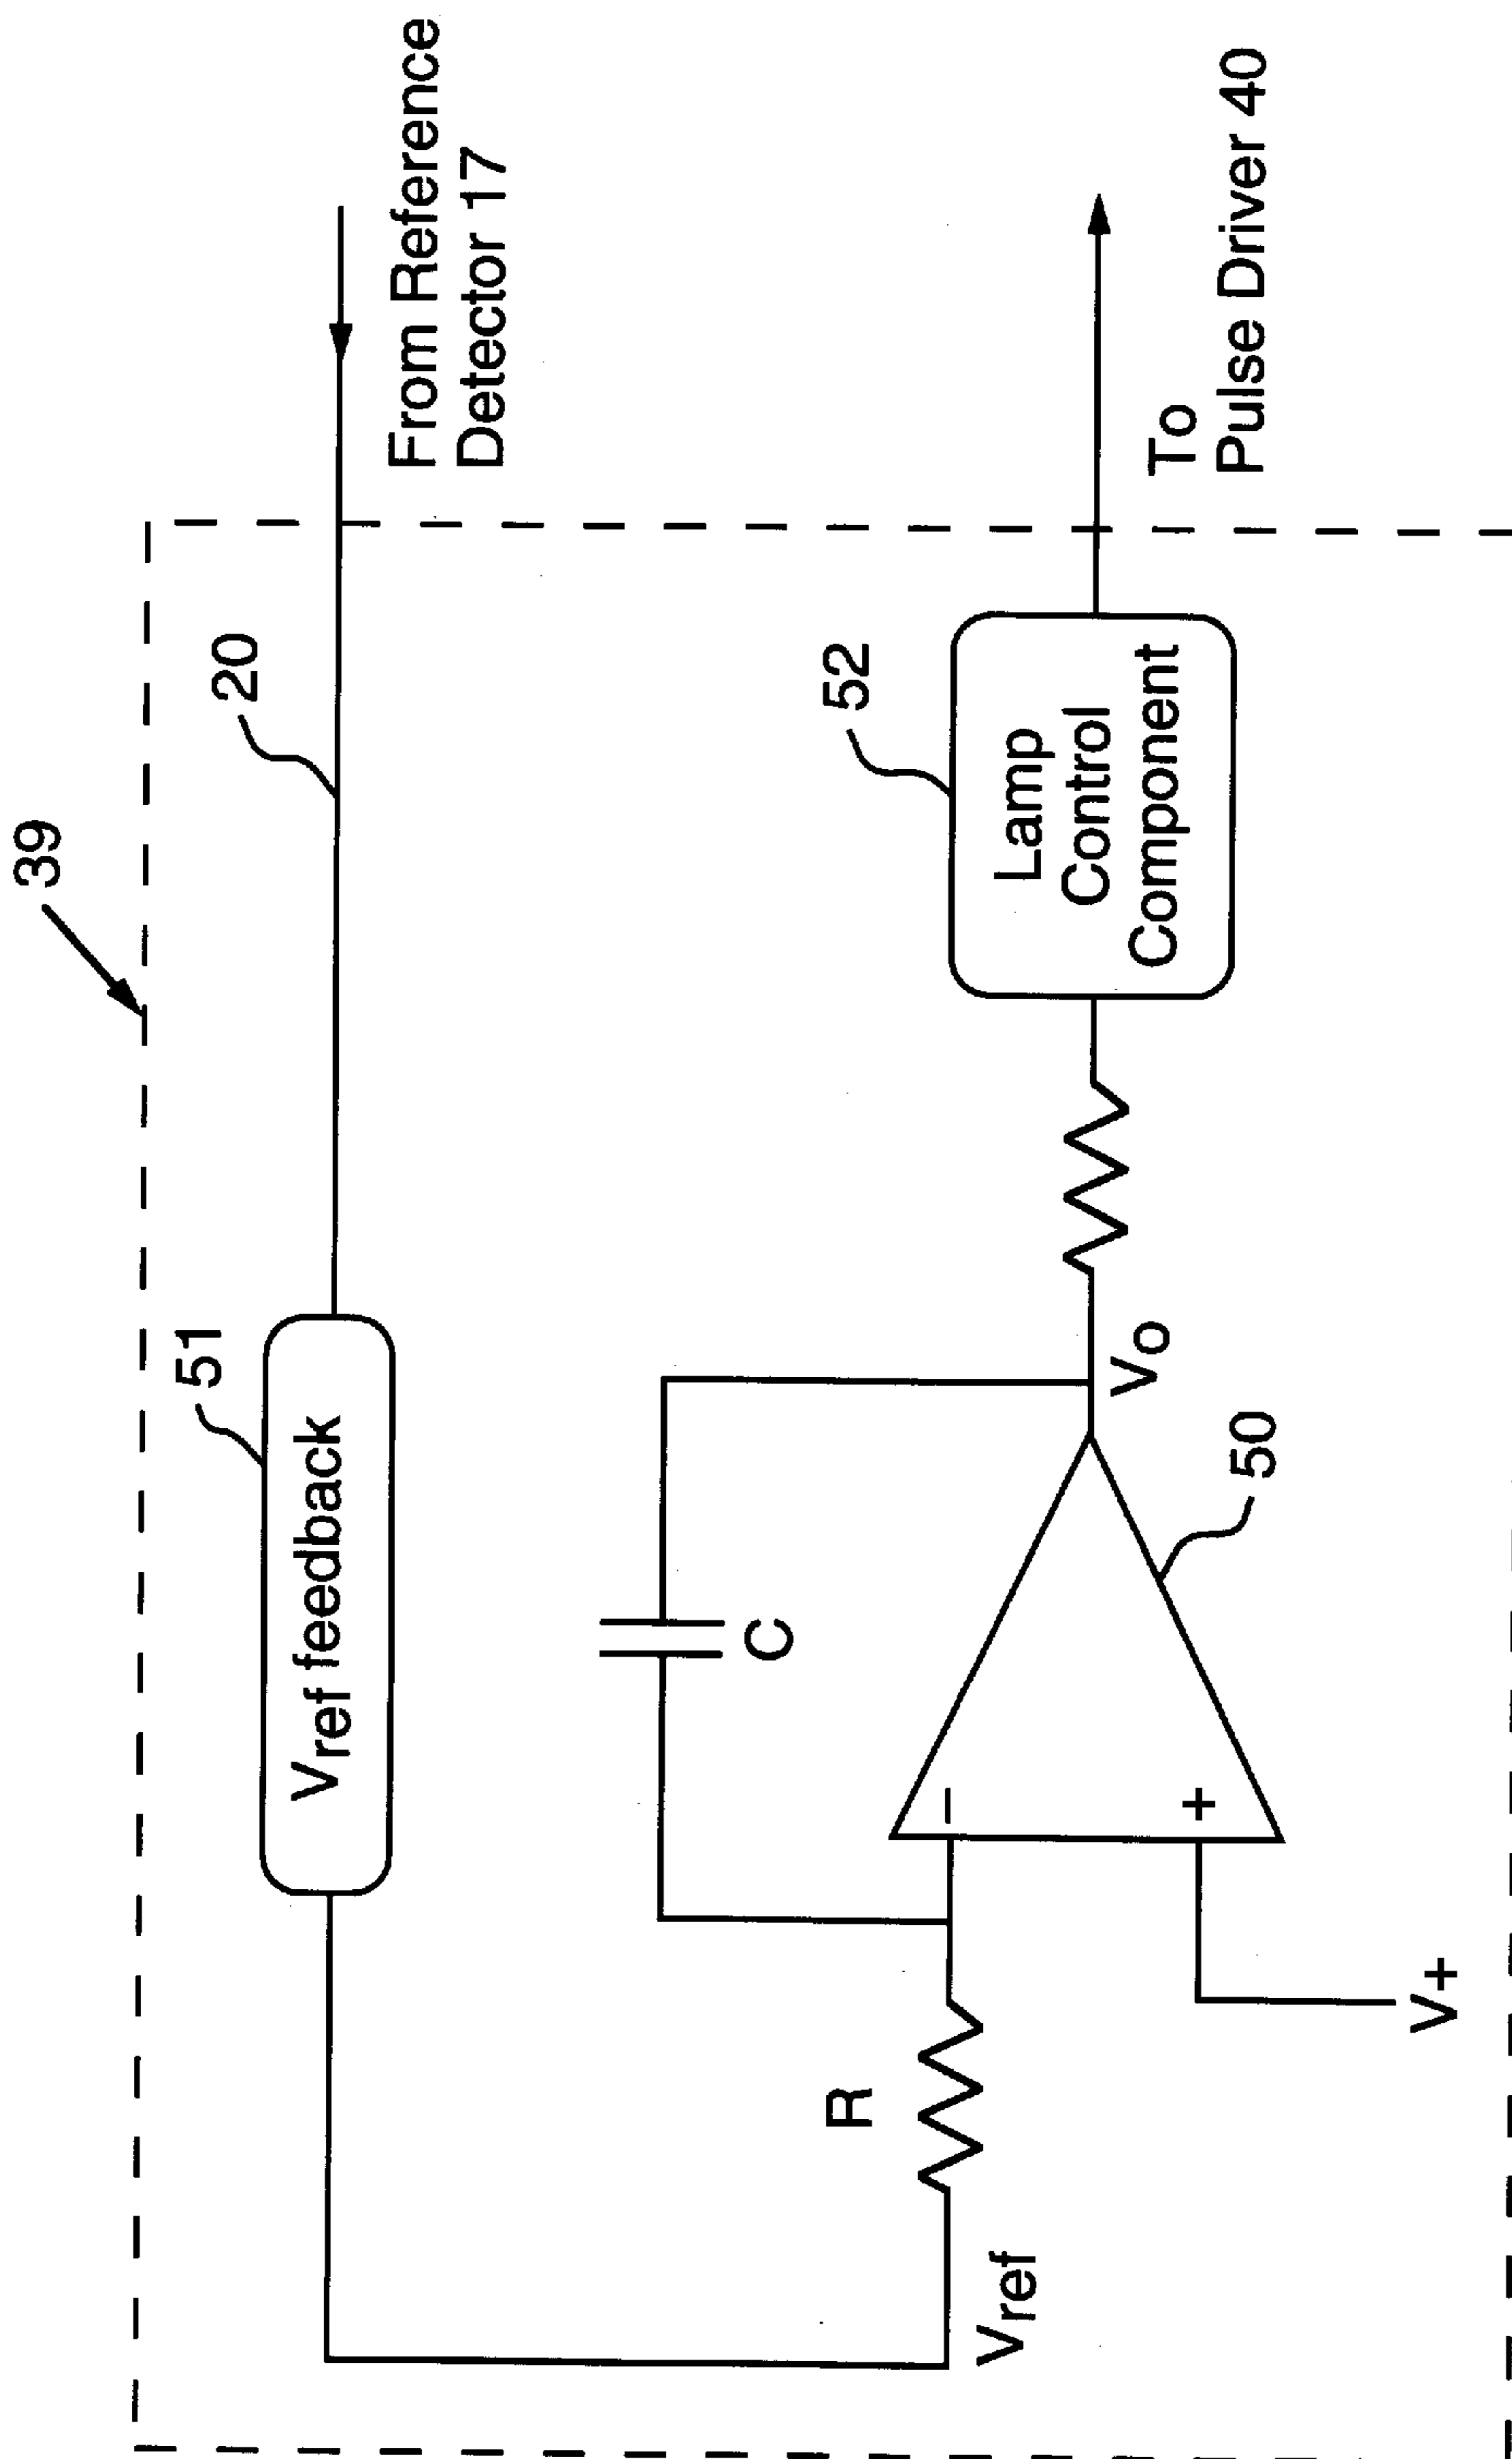 39
20
From Reference
Detector 17
51
Vref feedback
52
Lamp
Control
Component
To
Pulse Driver 40
C
Vo
50
R
−
+
Vref
V+